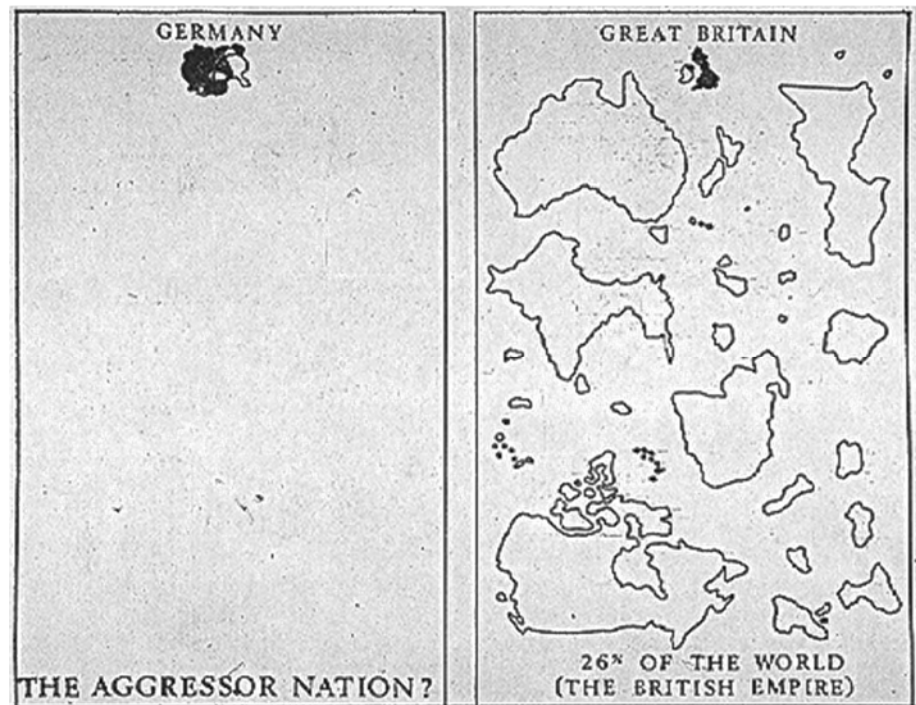 GERMANY
THE AGGRESSOR NATION?
GREAT BRITAIN
26% OF THE WORLD
(THE BRITISH EMPIRE)